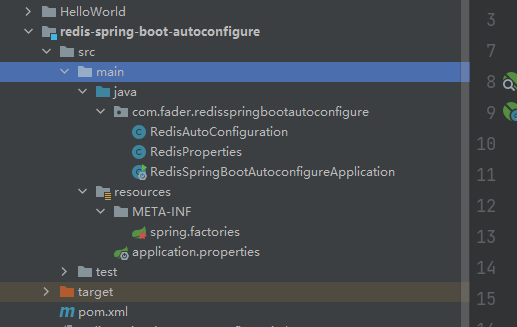 HelloWorld
redis-spring-boot-autoconfigure
src
main
java
com.fader.redisspringbootautoconfigure
RedisAutoConfiguration
RedisProperties
RedisSpringBootAutoconfigureApplication
resources
META-INF
spring.factories
application.properties
test
target
pom.xml
3
7
8
9
10
11
12
13
14
15